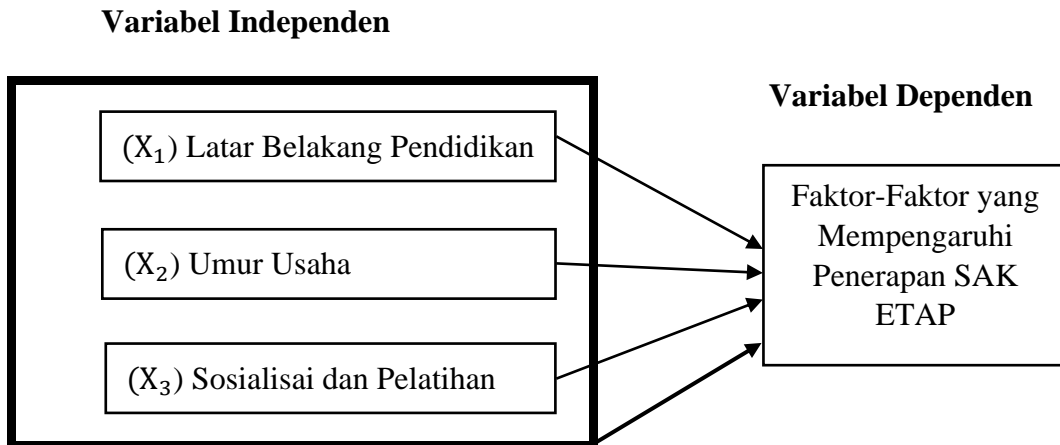 Variabel Independen
Variabel Dependen
(X₁) Latar Belakang Pendidikan
(X₂) Umur Usaha
(X₃) Sosialisai dan Pelatihan
Faktor-Faktor yang
Mempengaruhi
Penerapan SAK
ETAP